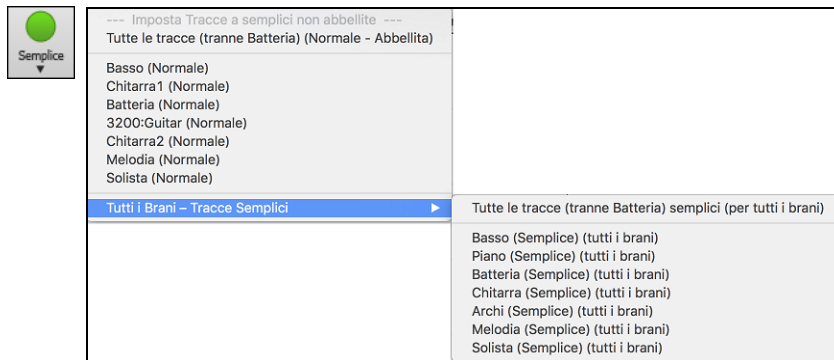 Semplice
--- Imposta Tracce a semplici non abbellite ---
Tutte le tracce (tranne Batteria) (Normale - Abbellita)
Basso (Normale)
Chitarra1 (Normale)
Batteria (Normale)
3200:Guitar (Normale)
Chitarra2 (Normale)
Melodia (Normale)
Solista (Normale)
Tutti i Brani – Tracce Semplici
Tutte le tracce (tranne Batteria) semplici (per tutti i brani)
Basso (Semplice) (tutti i brani)
Piano (Semplice) (tutti i brani)
Batteria (Semplice) (tutti i brani)
Chitarra (Semplice) (tutti i brani)
Archi (Semplice) (tutti i brani)
Melodia (Semplice) (tutti i brani)
Solista (Semplice) (tutti i brani)